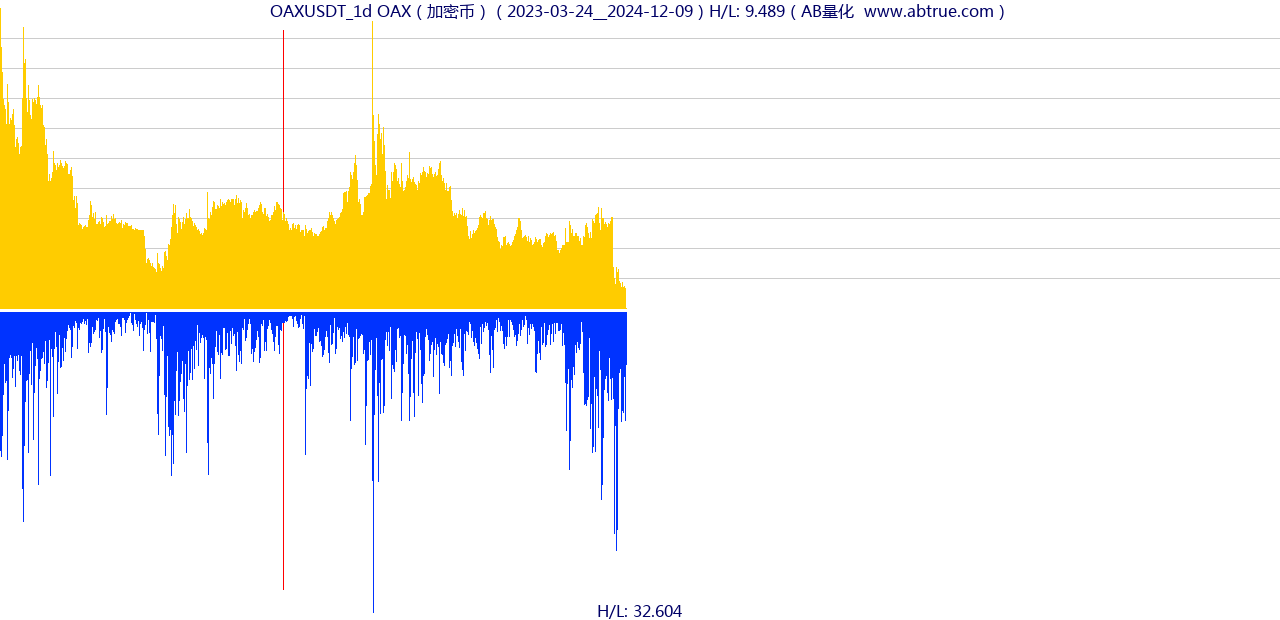 OAXUSDT_1d OAX ( 加密币 ) ( 2023-03-24__2024-12-09 ) H/L: 9.489 ( AB量化  www.abtrue.com )
H/L: 32.604